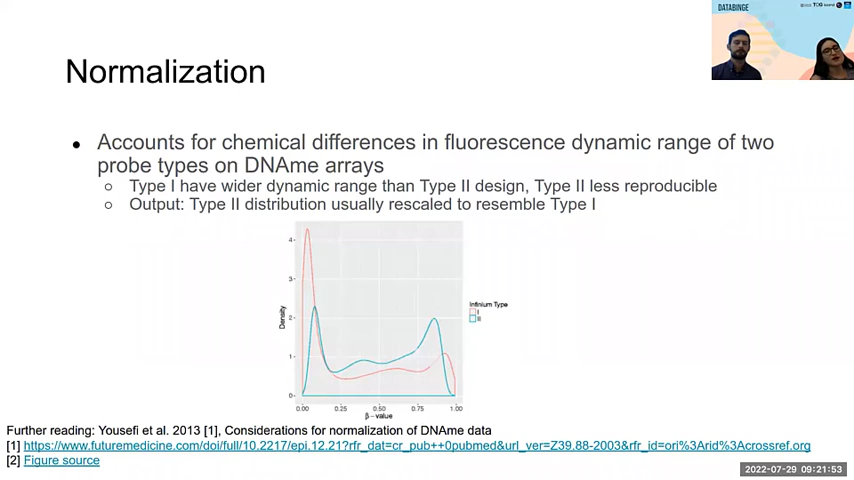 DATABINGE
Normalization
Accounts for chemical differences in fluorescence dynamic range of two
probe types on DNAme arrays
Type I have wider dynamic range than Type II design, Type II less reproducible
Output: Type II distribution usually rescaled to resemble Type I
4
3
2
1
0
Density
0.00 0.25 0.50 0.75 1.00
β-value
Infinium Type
I
II
Further reading: Yousefi et al. 2013 [1], Considerations for normalization of DNAme data
[1] https://www.futuremedicine.com/doi/full/10.2217/epi.12.21?rfr_dat=cr_pub++0pubmed&url_ver=Z39.88-2003&rfr_id=ori%3Arid%3Acrossref.org
[2] Figure source
2022-07-29 09:21:53